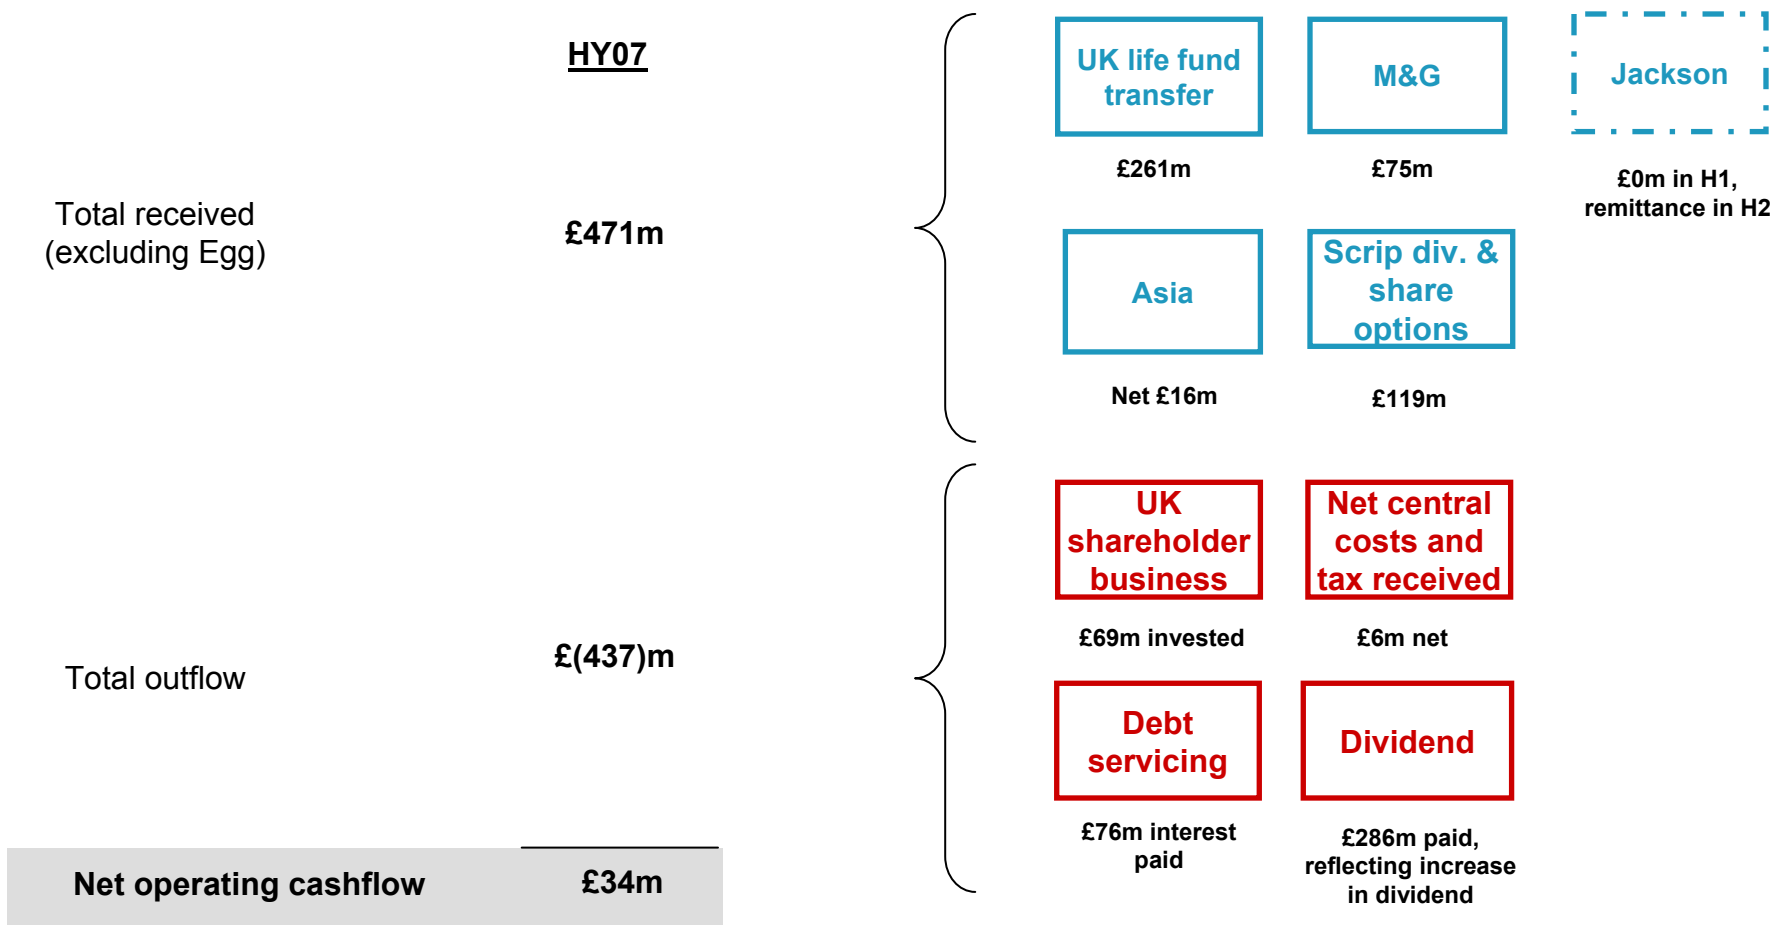 HY07
Total received
(excluding Egg)
£471m
UK life fund
transfer
£261m
M&G
£75m
Jackson
£0m in H1,
remittance in H2
Asia
Net £16m
Scrip div. &
share
options
£119m
Total outflow
£(437)m
UK
shareholder
business
£69m invested
Net central
costs and
tax received
£6m net
Debt
servicing
£76m interest
paid
Dividend
£286m paid,
reflecting increase
in dividend
Net operating cashflow
£34m